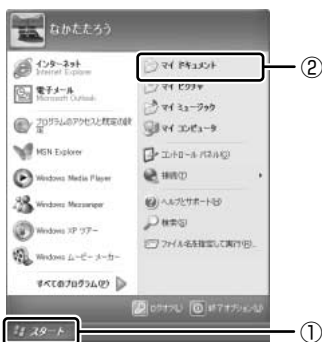 なかたたろう
インターネット
Internet Explorer
電子メール
Microsoft Outlook
プログラムのアクセスと既定の設定
MSN Explorer
Windows Media Player
Windows Messenger
Windows XP ツアー
Windows ムービー メーカー
すべてのプログラム(P)
マイ ドキュメント
マイ ピクチャ
マイ ミュージック
マイ コンピュータ
コントロール パネル(C)
接続(T)
ヘルプとサポート(H)
検索(S)
ファイル名を指定して実行(R)...
ログオフ(L)
終了オプション(U)
スタート
②
①